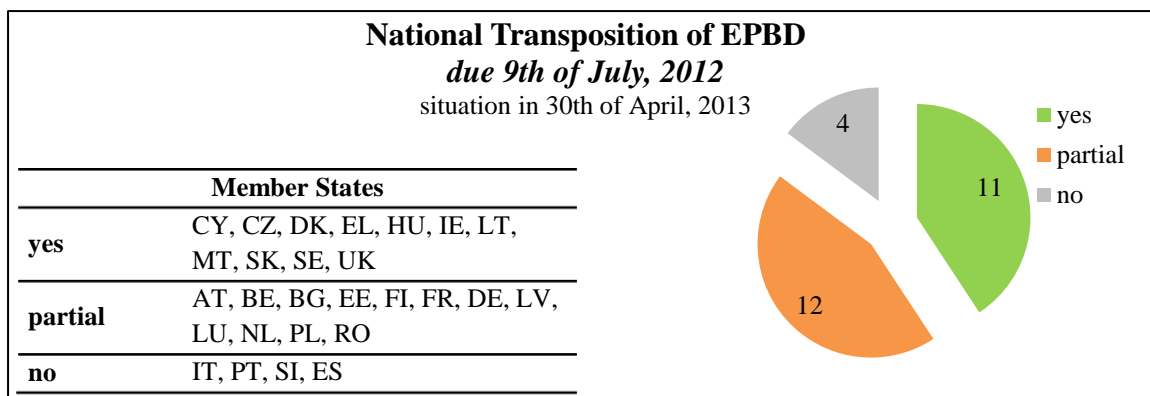 National Transposition of EPBD
due 9th of July, 2012
situation in 30th of April, 2013
Member States
yes CY, CZ, DK, EL, HU, IE, LT,
MT, SK, SE, UK
partial AT, BE, BG, EE, FI, FR, DE, LV,
LU, NL, PL, RO
no IT, PT, SI, ES
4
11
12
yes
partial
no